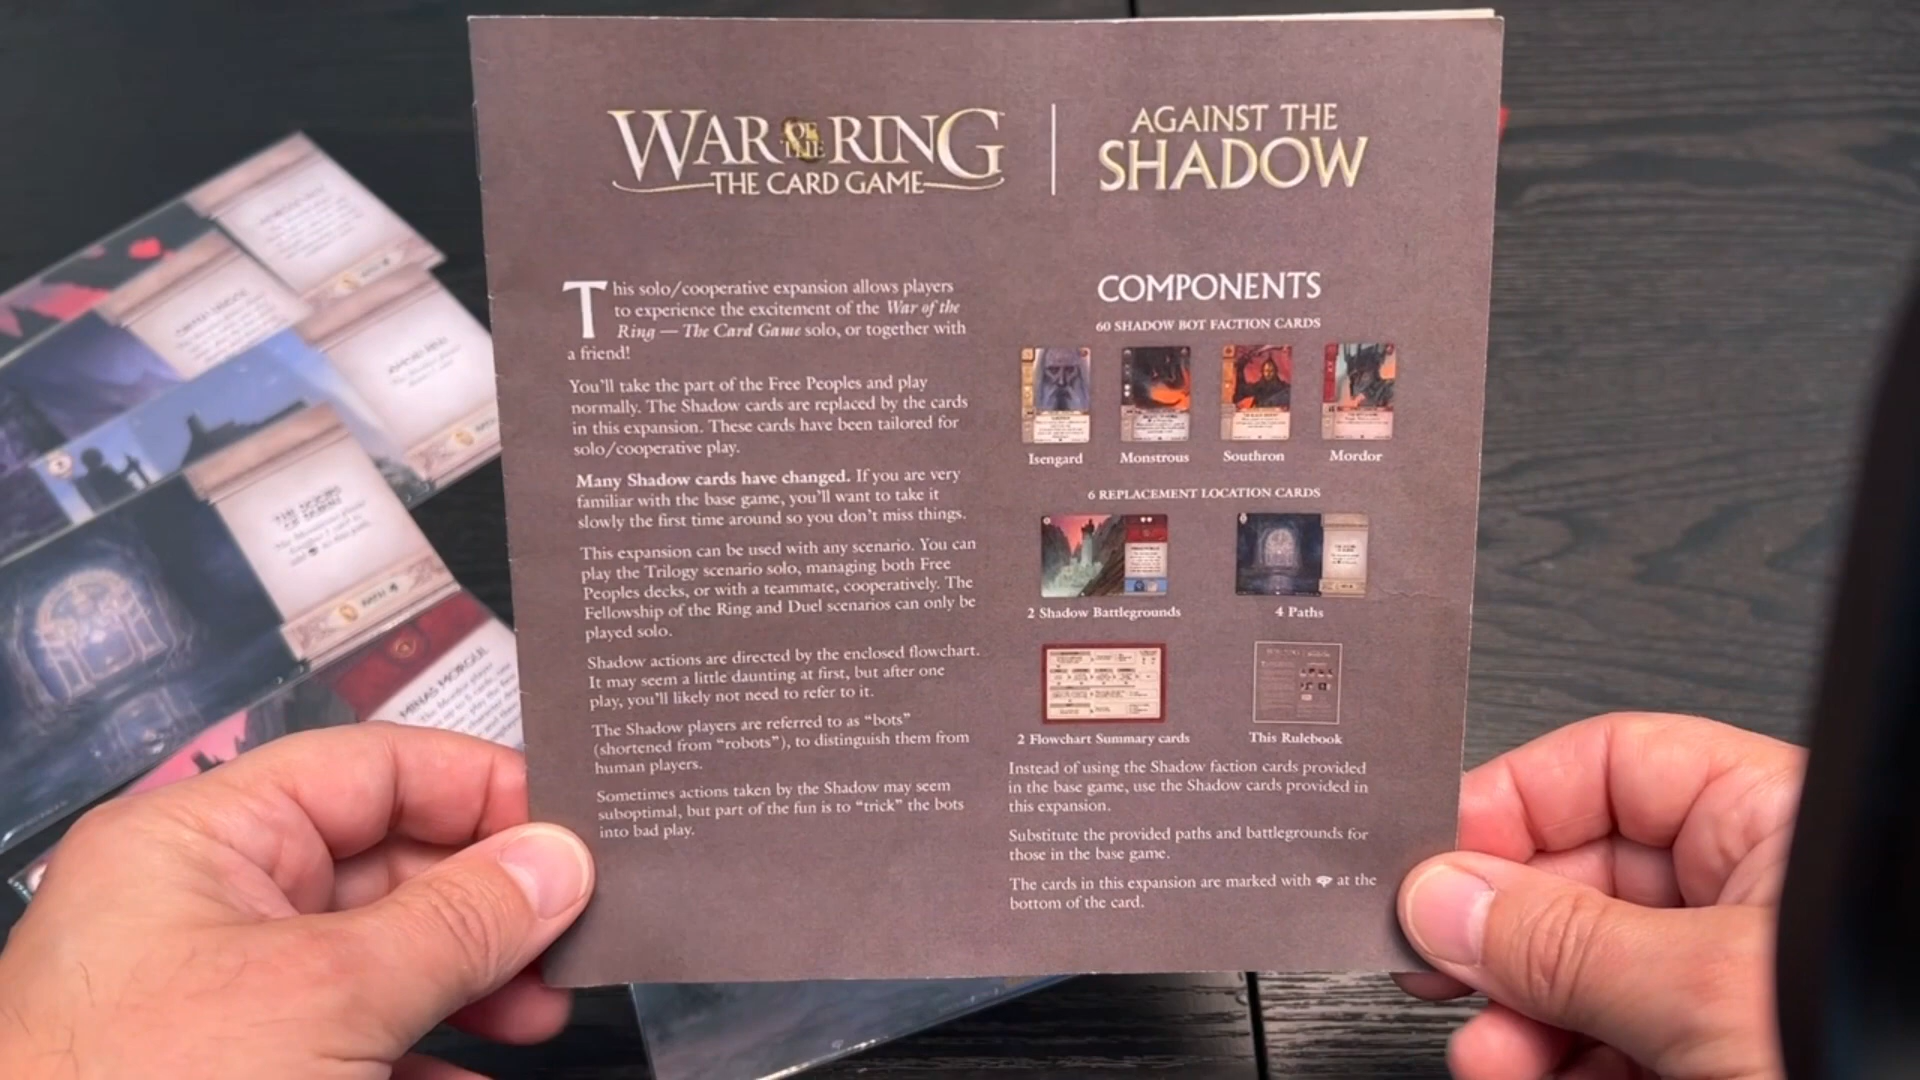 WAR OF THE RING
THE CARD GAME
AGAINST THE
SHADOW
This solo/cooperative expansion allows players
to experience the excitement of the War of the
Ring — The Card Game solo, or together with
a friend!
You'll take the part of the Free Peoples and play
normally. The Shadow cards are replaced by the cards
in this expansion. These cards have been tailored for
solo/cooperative play.
Many Shadow cards have changed. If you are very
familiar with the base game, you'll want to take it
slowly the first time around so you don't miss things.
This expansion can be used with any scenario. You can
play the Trilogy scenario solo, managing both Free
Peoples decks, or with a teammate, cooperatively. The
Fellowship of the Ring and Duel scenarios can only be
played solo.
Shadow actions are directed by the enclosed flowchart.
It may seem a little daunting at first, but after one
play, you'll likely not need to refer to it.
The Shadow players are referred to as "bots"
(shortened from "robots"), to distinguish them from
human players.
Sometimes actions taken by the Shadow may seem
suboptimal, but part of the fun is to "trick" the bots
into bad play.
COMPONENTS
60 SHADOW BOT FACTION CARDS
Isengard Monstrous Southron Mordor
6 REPLACEMENT LOCATION CARDS
2 Shadow Battlegrounds 4 Paths
2 Flowchart Summary cards This Rulebook
Instead of using the Shadow faction cards provided
in the base game, use the Shadow cards provided in
this expansion.
Substitute the provided paths and battlegrounds for
those in the base game.
The cards in this expansion are marked with at the
bottom of the card.
THE DOORS
OF DURIN
MINAS MORGUL